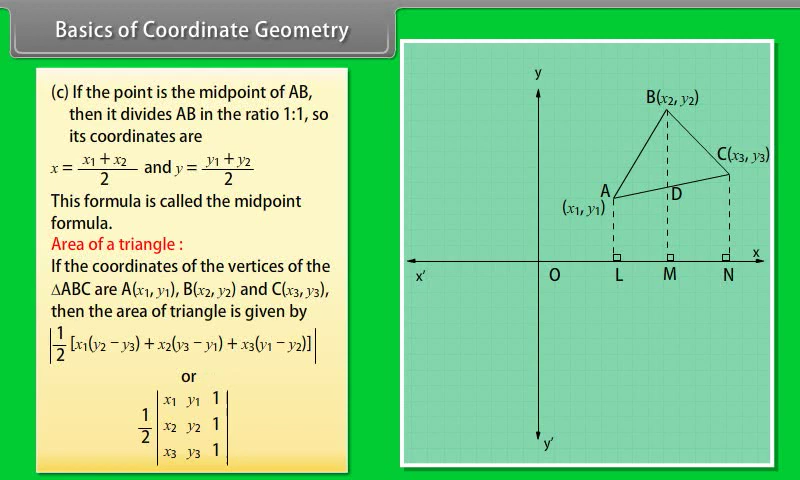 Basics of Coordinate Geometry
(c) If the point is the midpoint of AB,
then it divides AB in the ratio 1:1, so
its coordinates are
x = (x₁ + x₂)/2 and y = (y₁ + y₂)/2
This formula is called the midpoint
formula.
Area of a triangle :
If the coordinates of the vertices of the
△ABC are A(x₁, y₁), B(x₂, y₂) and C(x₃, y₃),
then the area of triangle is given by
|1/2 [x₁(y₂ − y₃) + x₂(y₃ − y₁) + x₃(y₁ − y₂)]|
or
1/2 | x₁ y₁ 1 |
| x₂ y₂ 1 |
| x₃ y₃ 1 |
y
B(x₂, y₂)
C(x₃, y₃)
A
(x₁, y₁)
D
x
x′
O
L
M
N
y′